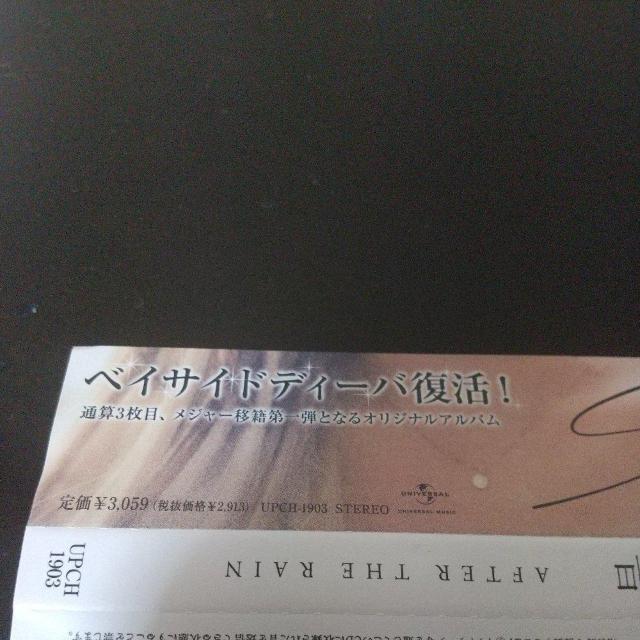 ベイサイドディーバ復活!
通算3枚目、メジャー移籍第一弾となるオリジナルアルバム
定価¥3,059(税抜価格¥2,913) UPCH-1903 STEREO
UNIVERSAL
UNIVERSAL MUSIC
UPCH
1903
AFTER THE RAIN